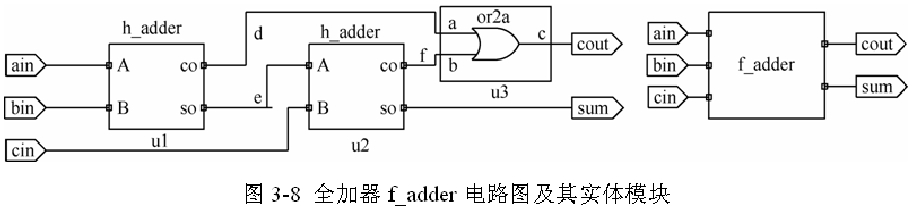 h_adder
d
h_adder
or2a
a
c
cout
ain
A
co
A
co
f
b
bin
B
so
e
B
so
u3
sum
cin
u1
u2
ain
bin
cin
f_adder
cout
sum
图 3-8 全加器 f_adder 电路图及其实体模块